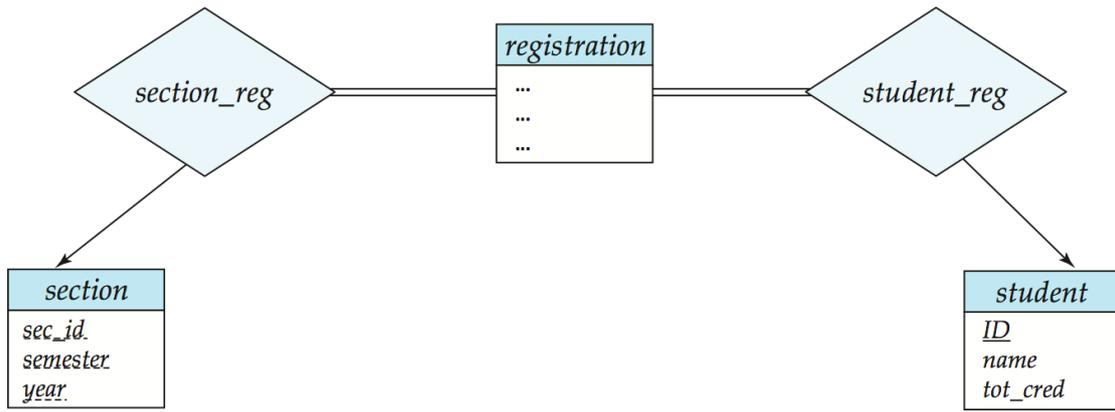 section_reg
registration
...
...
...
student_reg
section
sec_id
semester
year
student
ID
name
tot_cred